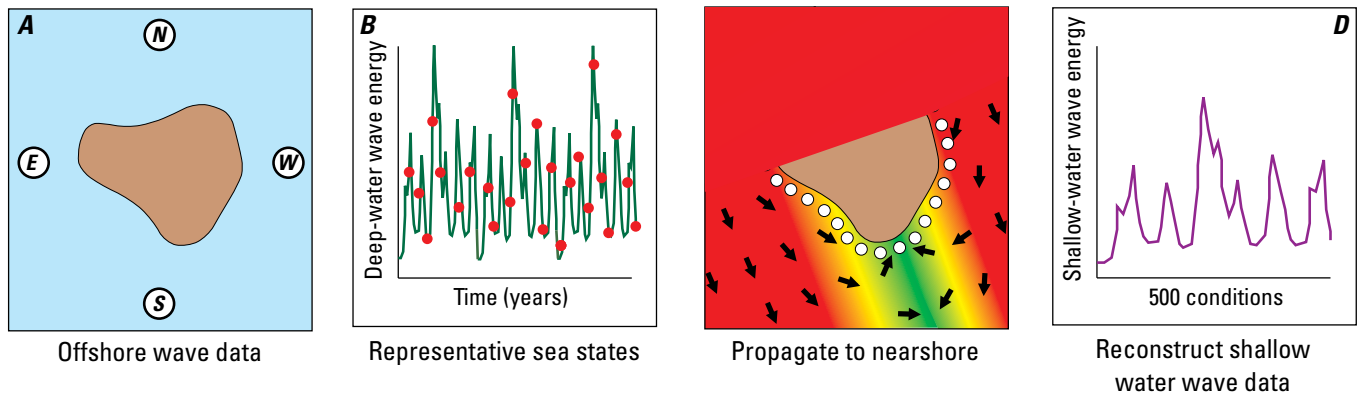 A
N
E
W
S
Offshore wave data
B
Deep-water wave energy
Time (years)
Representative sea states
Propagate to nearshore
D
Shallow-water wave energy
500 conditions
Reconstruct shallow
water wave data